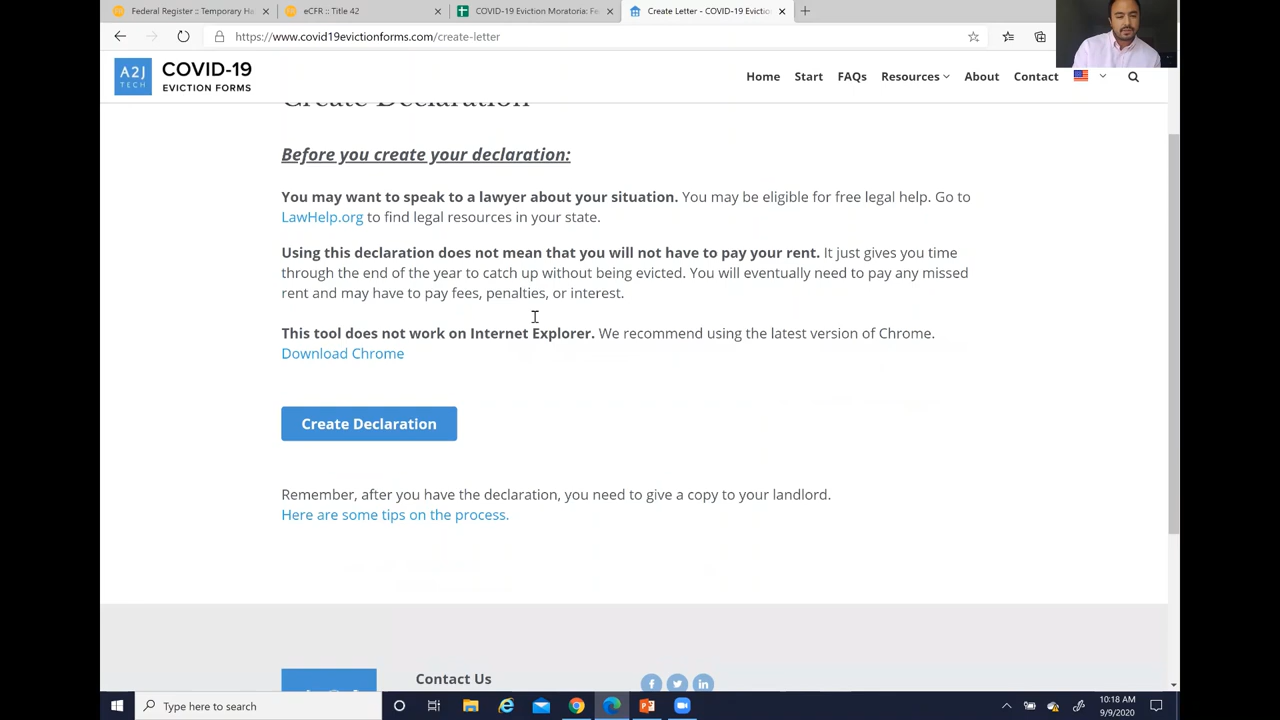 Federal Register :: Temporary Ha
eCFR :: Title 42
COVID-19 Eviction Moratoria: Fe
Create Letter - COVID-19 Evictio
https://www.covid19evictionforms.com/create-letter
A2J
TECH
COVID-19
EVICTION FORMS
Home
Start
FAQs
Resources
About
Contact
Create Declaration
Before you create your declaration:
You may want to speak to a lawyer about your situation. You may be eligible for free legal help. Go to
LawHelp.org to find legal resources in your state.
Using this declaration does not mean that you will not have to pay your rent. It just gives you time
through the end of the year to catch up without being evicted. You will eventually need to pay any missed
rent and may have to pay fees, penalties, or interest.
This tool does not work on Internet Explorer. We recommend using the latest version of Chrome.
Download Chrome
Create Declaration
Remember, after you have the declaration, you need to give a copy to your landlord.
Here are some tips on the process.
Contact Us
Type here to search
10:18 AM
9/9/2020